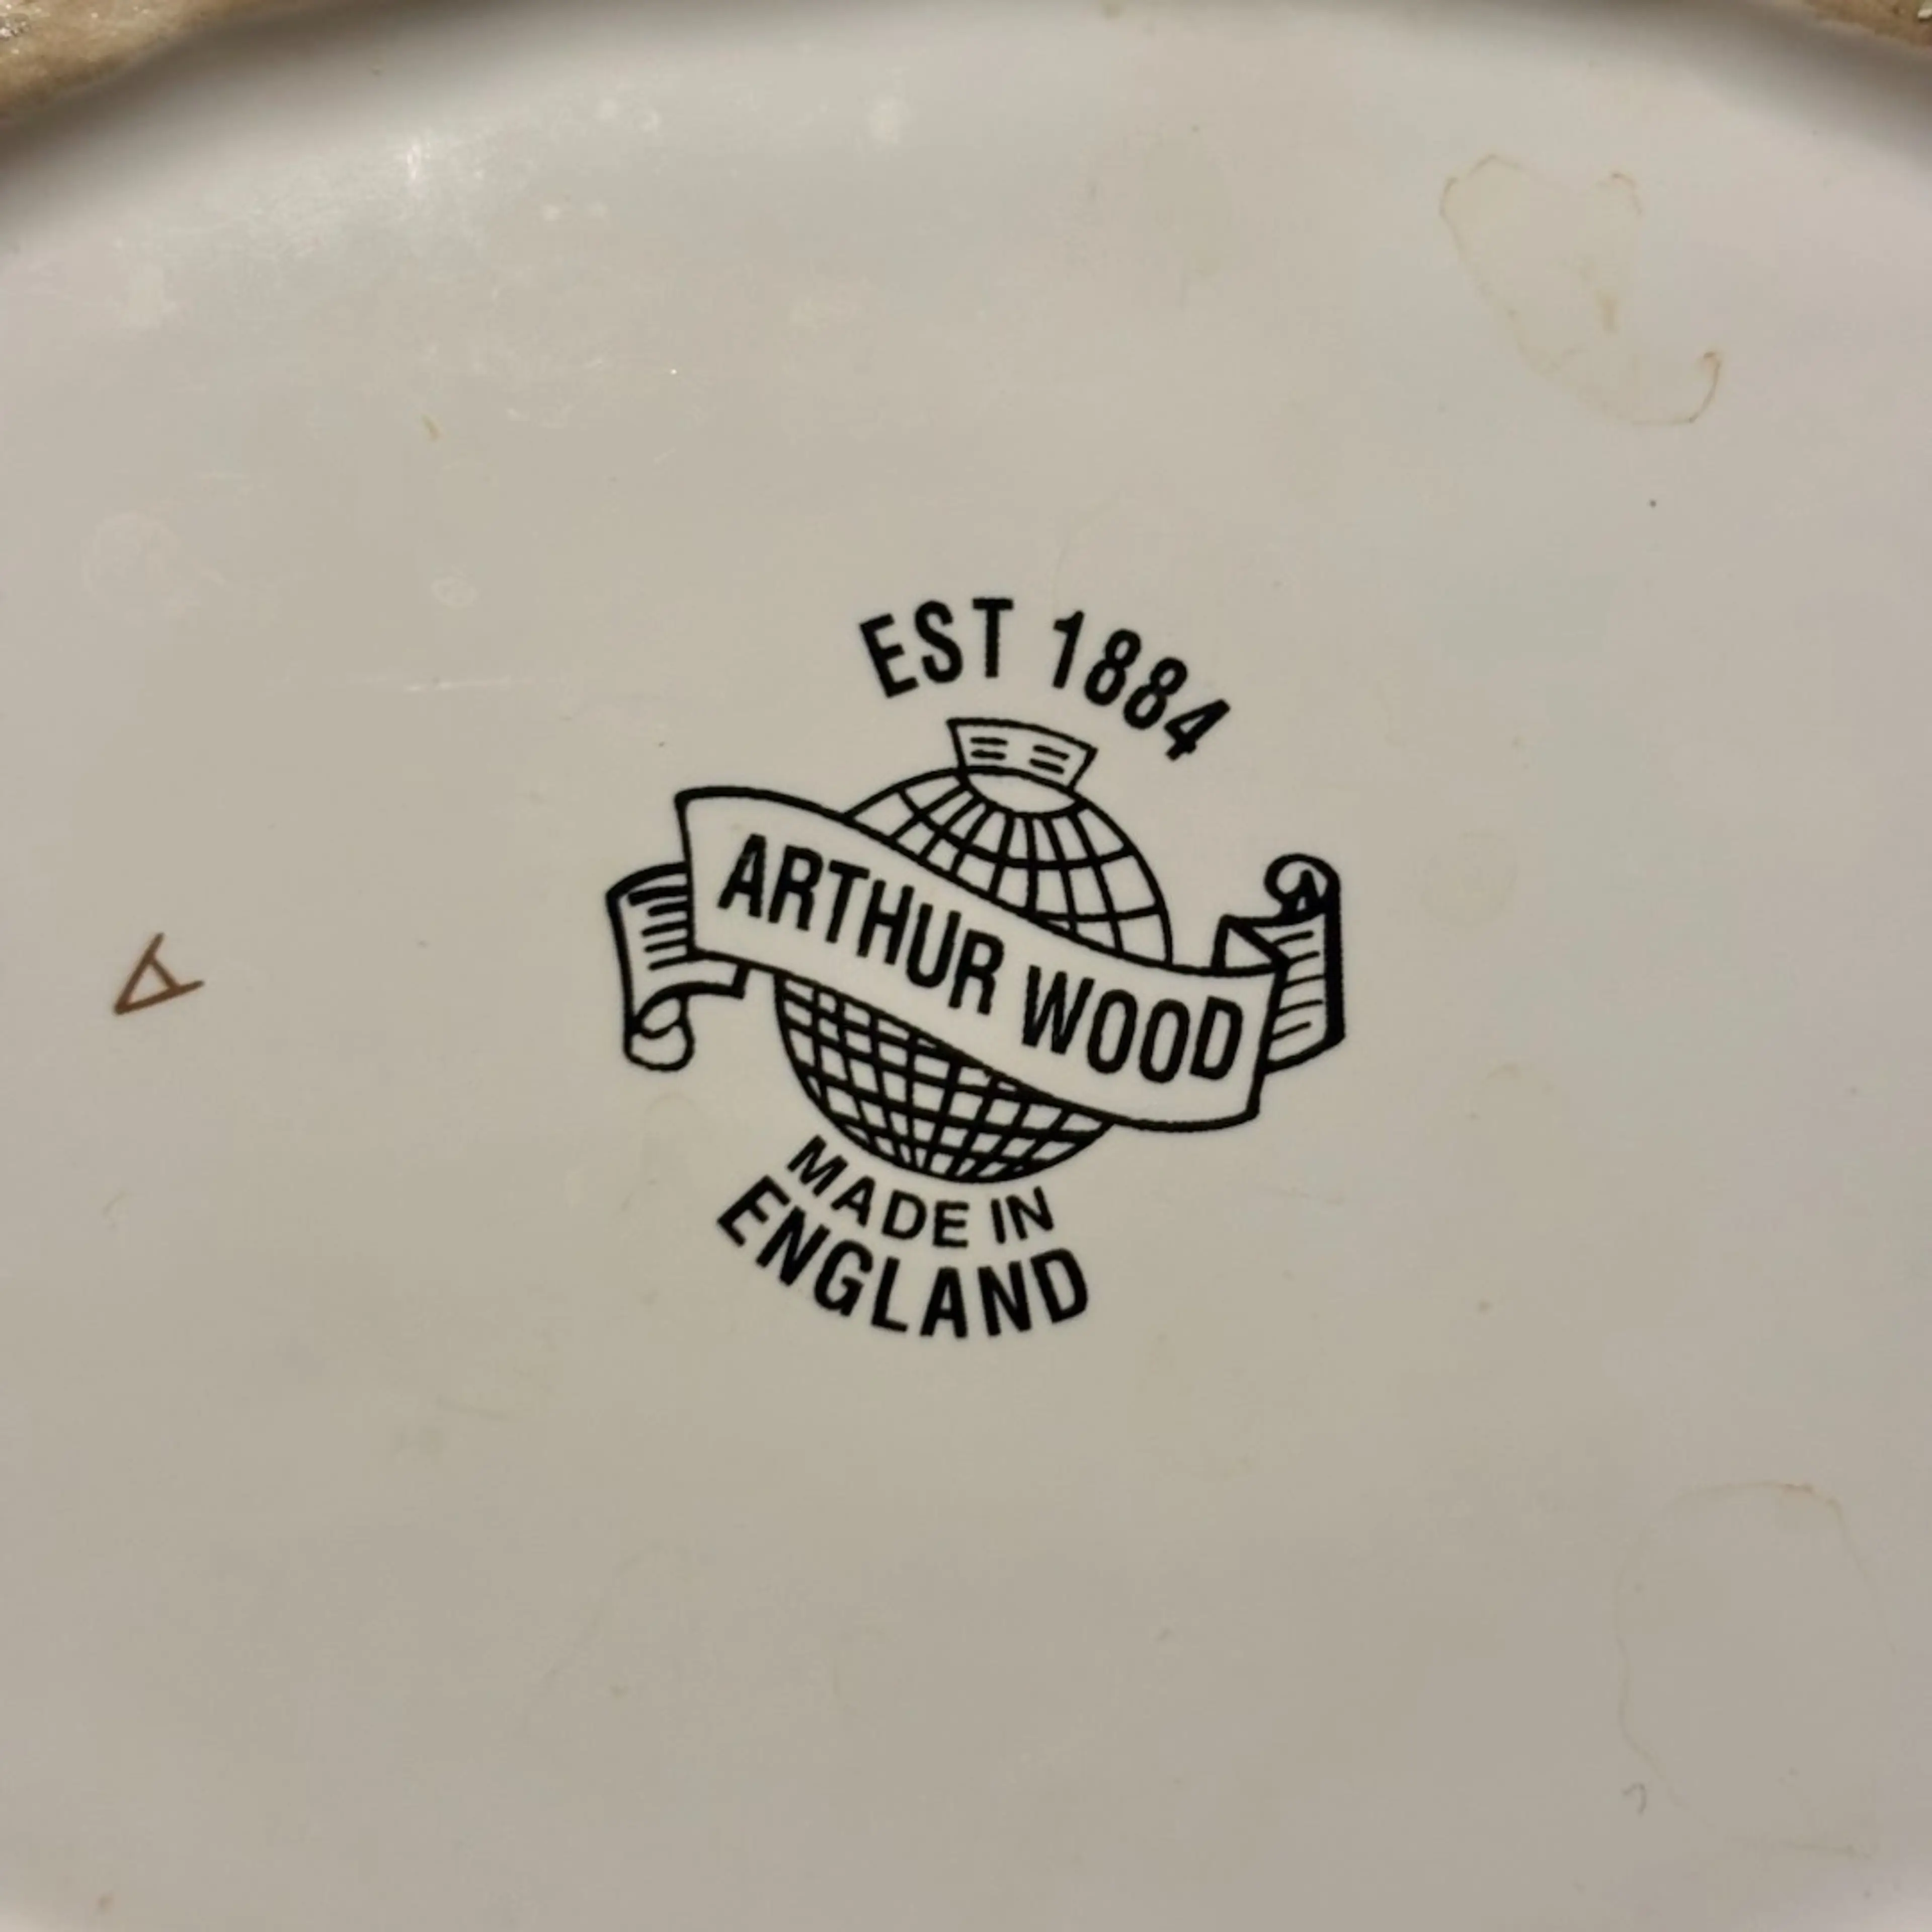 EST 1884
ARTHUR WOOD
MADE IN
ENGLAND
A